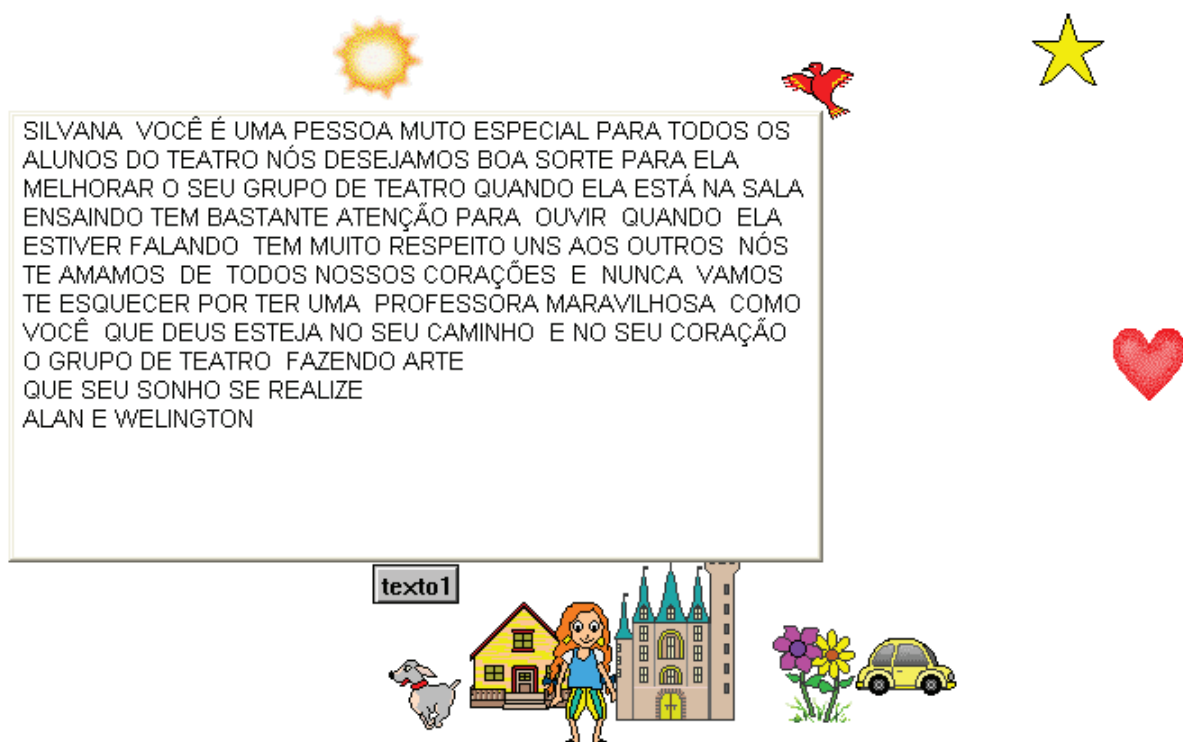 SILVANA  VOCÊ É UMA PESSOA MUTO ESPECIAL PARA TODOS OS
ALUNOS DO TEATRO NÓS DESEJAMOS BOA SORTE PARA ELA
MELHORAR O SEU GRUPO DE TEATRO QUANDO ELA ESTÁ NA SALA
ENSAINDO TEM BASTANTE ATENÇÃO PARA  OUVIR  QUANDO  ELA
ESTIVER FALANDO  TEM MUITO RESPEITO UNS AOS OUTROS  NÓS
TE AMAMOS  DE  TODOS NOSSOS CORAÇÕES  E  NUNCA  VAMOS
TE ESQUECER POR TER UMA  PROFESSORA MARAVILHOSA  COMO
VOCÊ  QUE DEUS ESTEJA NO SEU CAMINHO  E NO SEU CORAÇÃO
O GRUPO DE TEATRO  FAZENDO ARTE
QUE SEU SONHO SE REALIZE
ALAN E WELINGTON
texto1